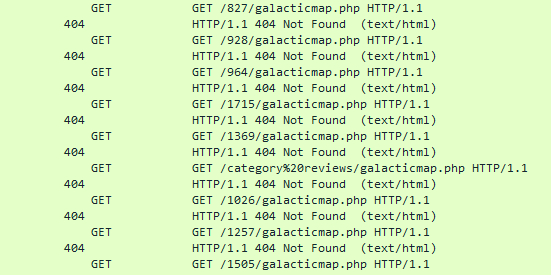 GET GET /827/galacticmap.php HTTP/1.1
404 HTTP/1.1 404 Not Found (text/html)
GET GET /928/galacticmap.php HTTP/1.1
404 HTTP/1.1 404 Not Found (text/html)
GET GET /964/galacticmap.php HTTP/1.1
404 HTTP/1.1 404 Not Found (text/html)
GET GET /1715/galacticmap.php HTTP/1.1
404 HTTP/1.1 404 Not Found (text/html)
GET GET /1369/galacticmap.php HTTP/1.1
404 HTTP/1.1 404 Not Found (text/html)
GET GET /category%20reviews/galacticmap.php HTTP/1.1
404 HTTP/1.1 404 Not Found (text/html)
GET GET /1026/galacticmap.php HTTP/1.1
404 HTTP/1.1 404 Not Found (text/html)
GET GET /1257/galacticmap.php HTTP/1.1
404 HTTP/1.1 404 Not Found (text/html)
GET GET /1505/galacticmap.php HTTP/1.1